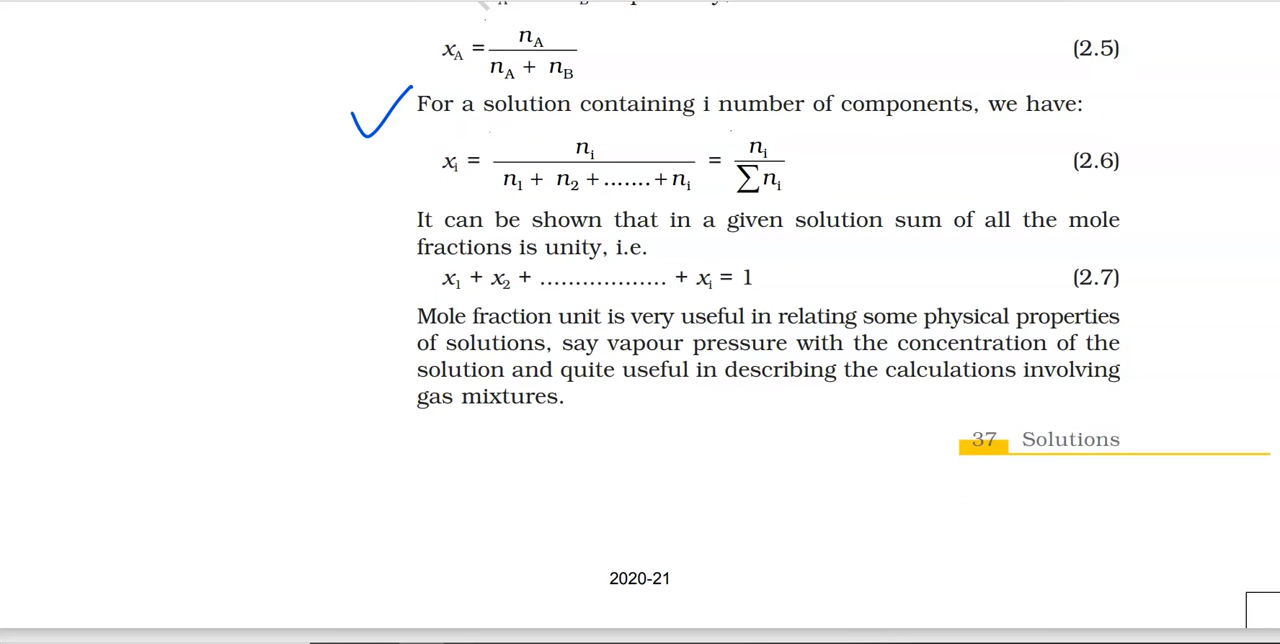 x_A = n_A / (n_A + n_B) (2.5)
For a solution containing i number of components, we have:
x_i = n_i / (n_1 + n_2 + ....... + n_i) = n_i / ∑n_i (2.6)
It can be shown that in a given solution sum of all the mole
fractions is unity, i.e.
x_1 + x_2 + .................. + x_i = 1 (2.7)
Mole fraction unit is very useful in relating some physical properties
of solutions, say vapour pressure with the concentration of the
solution and quite useful in describing the calculations involving
gas mixtures.
37 Solutions
2020-21